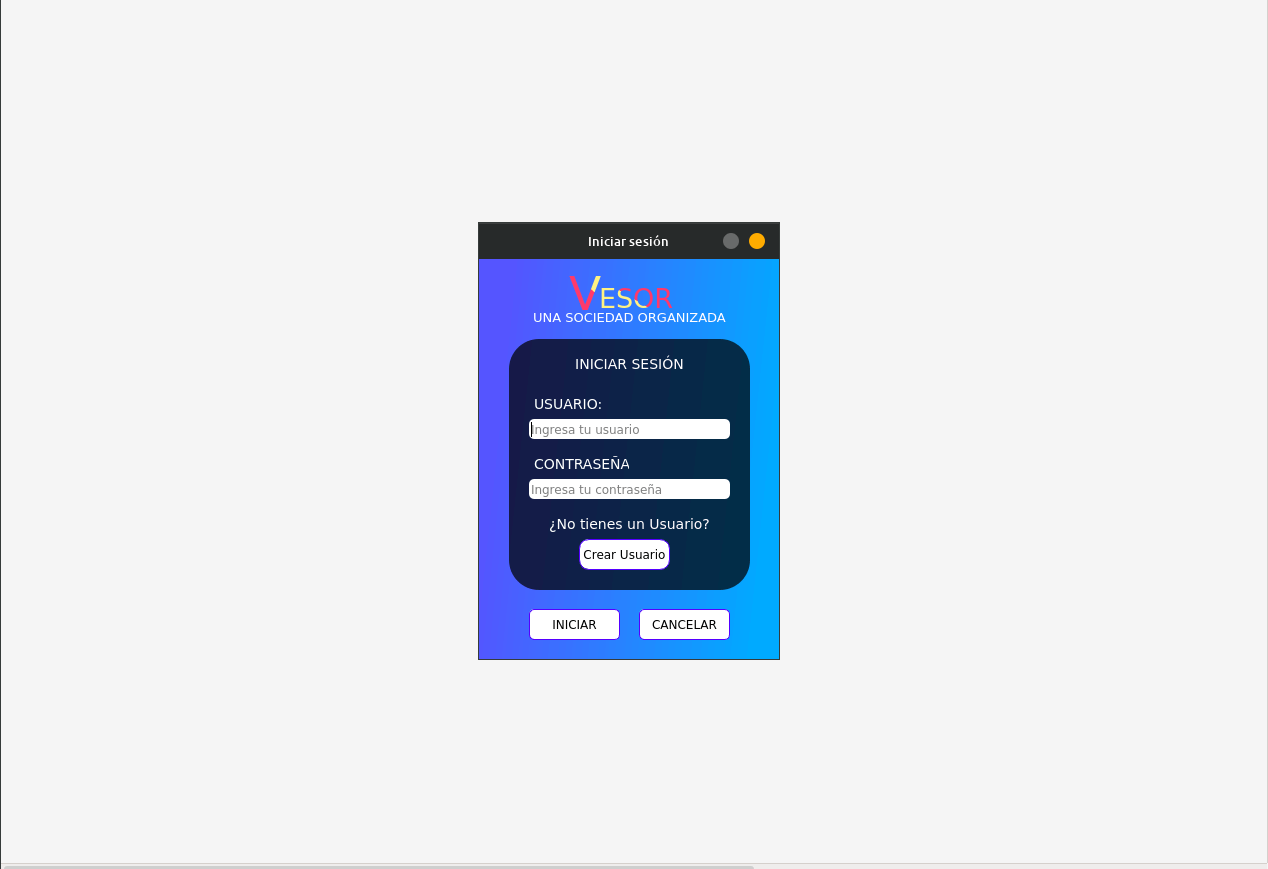 Iniciar sesión
VESOR
UNA SOCIEDAD ORGANIZADA
INICIAR SESIÓN
USUARIO:
Ingresa tu usuario
CONTRASEÑA
Ingresa tu contraseña
¿No tienes un Usuario?
Crear Usuario
INICIAR CANCELAR